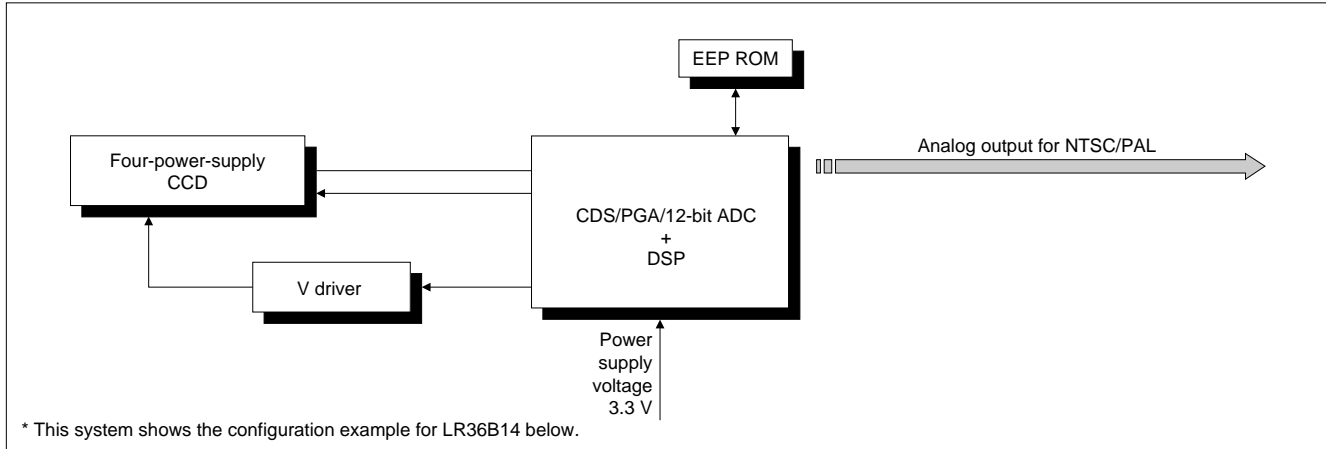 EEP ROM
Four-power-supply
CCD
CDS/PGA/12-bit ADC
+
DSP
Analog output for NTSC/PAL
V driver
Power
supply
voltage
3.3 V
* This system shows the configuration example for LR36B14 below.